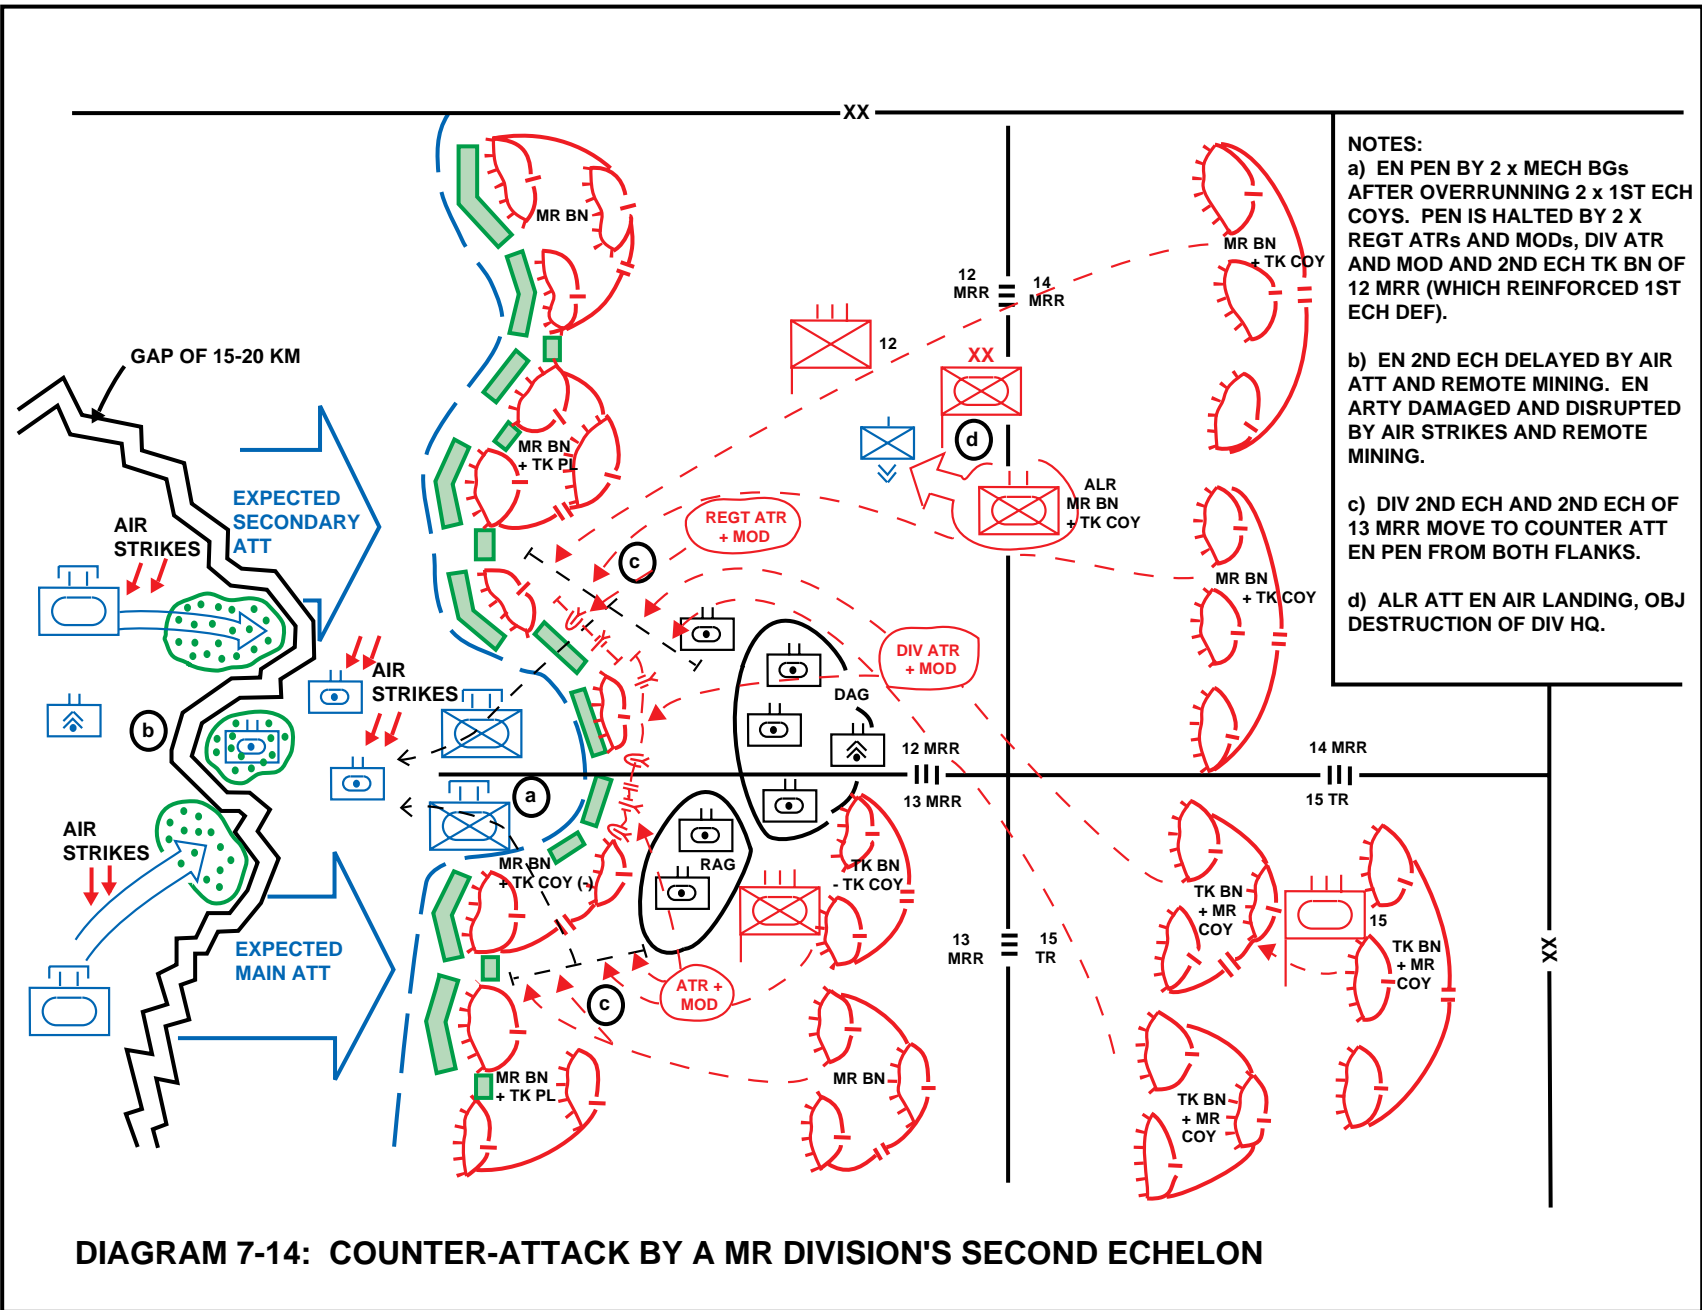 XX
NOTES:
a) EN PEN BY 2 x MECH BGs
AFTER OVERRUNNING 2 x 1ST ECH
COYS. PEN IS HALTED BY 2 X
REGT ATRs AND MODs, DIV ATR
AND MOD AND 2ND ECH TK BN OF
12 MRR (WHICH REINFORCED 1ST
ECH DEF).
b) EN 2ND ECH DELAYED BY AIR
ATT AND REMOTE MINING. EN
ARTY DAMAGED AND DISRUPTED
BY AIR STRIKES AND REMOTE
MINING.
c) DIV 2ND ECH AND 2ND ECH OF
13 MRR MOVE TO COUNTER ATT
EN PEN FROM BOTH FLANKS.
d) ALR ATT EN AIR LANDING, OBJ
DESTRUCTION OF DIV HQ.
MR BN
MR BN
+ TK COY
12
MRR
14
MRR
12
XX
GAP OF 15-20 KM
d
MR BN
+ TK PL
ALR
MR BN
+ TK COY
EXPECTED
SECONDARY
ATT
AIR
STRIKES
REGT ATR
+ MOD
c
MR BN
+ TK COY
DIV ATR
+ MOD
AIR
STRIKES
DAG
b
12 MRR
13 MRR
14 MRR
15 TR
a
AIR
STRIKES
MR BN
+ TK COY (-)
RAG
TK BN
- TK COY
TK BN
+ MR
COY
15
EXPECTED
MAIN ATT
13
MRR
15
TR
TK BN
+ MR
COY
XX
ATR +
MOD
c
MR BN
+ TK PL
MR BN
TK BN
+ MR
COY
DIAGRAM 7-14: COUNTER-ATTACK BY A MR DIVISION'S SECOND ECHELON